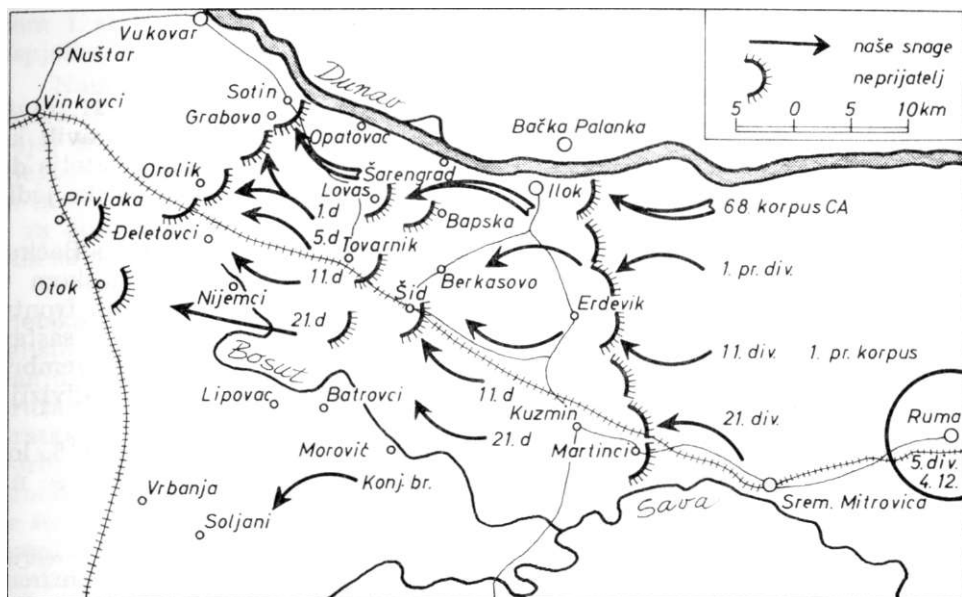 Vukovar
Nuštar
Vinkovci
Sotin
Grabovo
Dunav
Opatovac
Bačka Palanka
naše snage
neprijatelj
5 0 5 10km
Orolik
Šarengrad
Lovas
Ilok
Privlaka
1.d
Bapska
68. korpus CA
Đeletovci
5.d
Tovarnik
1. pr. div.
11.d
Berkasovo
Otok
Nijemci
Šid
Erdevik
21.d
11. div. 1. pr. korpus
Bosut
Lipovac
Batrovci
11.d
Kuzmin
21. div.
Ruma
21.d
Martinci
5. div.
4.12.
Morović
Konj. br.
Sava
Srem. Mitrovica
Vrbanja
Soljani